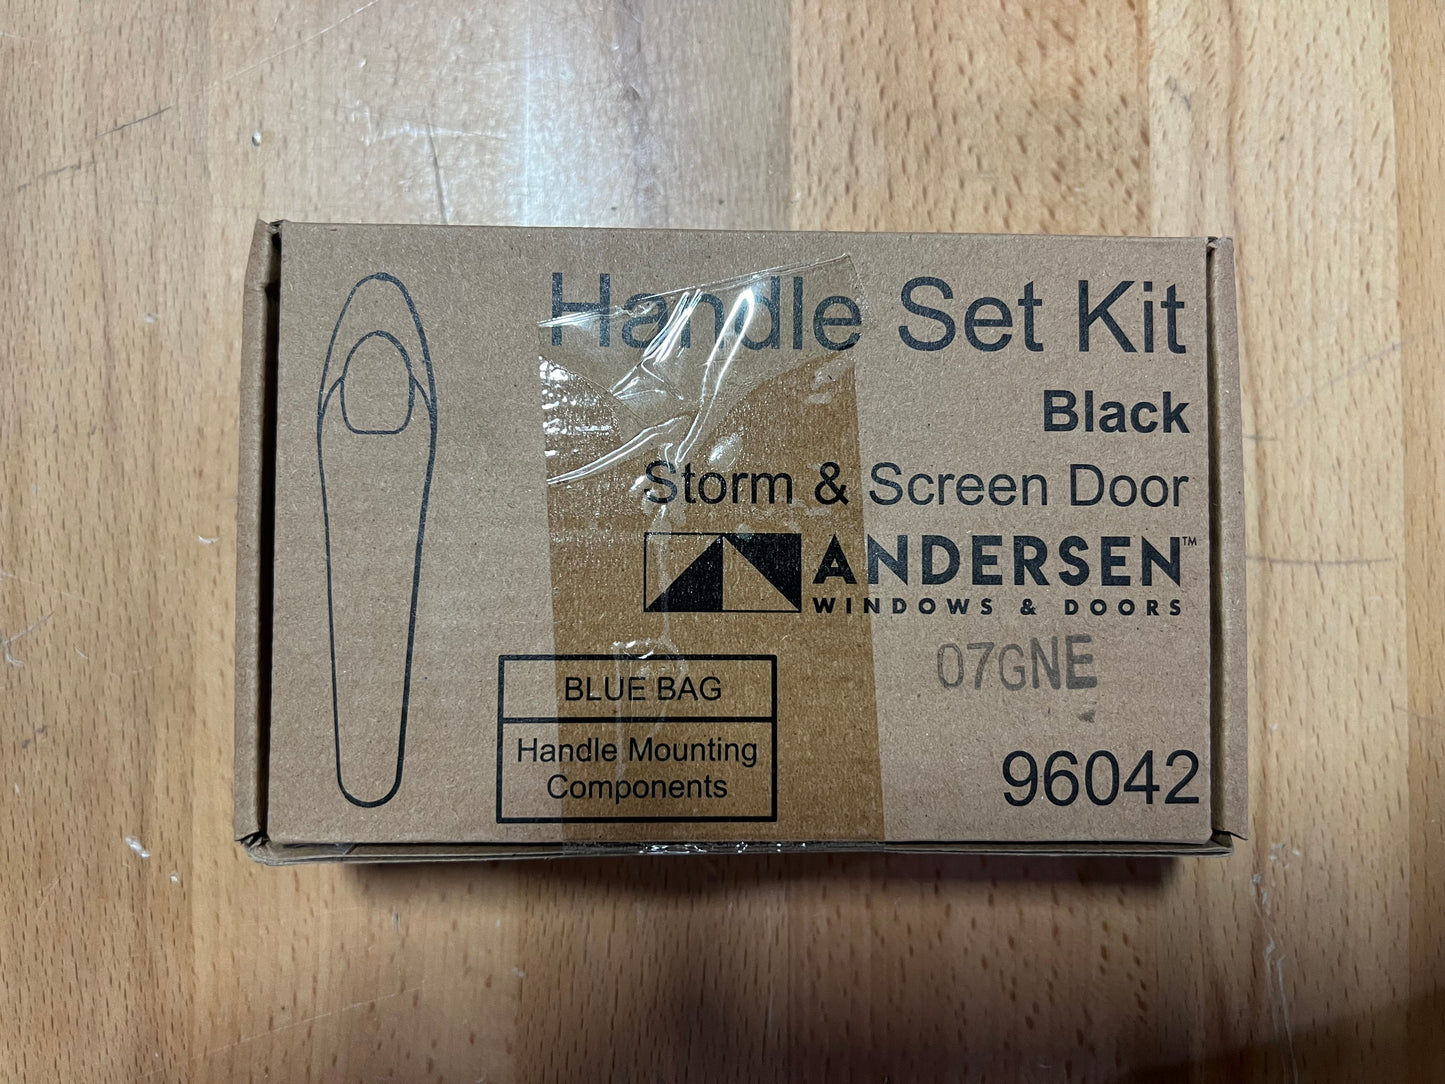 Handle Set Kit
Black
Storm & Screen Door
ANDERSEN™
WINDOWS & DOORS
07GNE
BLUE BAG
Handle Mounting
Components
96042